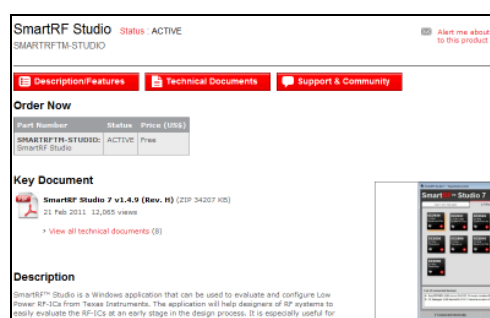 SmartRF Studio Status : ACTIVE
Alert me about
to this product
SMARTRFTM-STUDIO
Description/Features Technical Documents Support & Community
Order Now
Part Number Status Price (US$)
SMARTRFTM-STUDIO: ACTIVE Free
SmartRF Studio
Key Document
SmartRF Studio 7 v1.4.9 (Rev. H) (ZIP 34207 KB)
21 Feb 2011 12,065 views
View all technical documents (8)
SmartRF™ Studio 7
Description
SmartRF™ Studio is a Windows application that can be used to evaluate and configure Low
Power RF-ICs from Texas Instruments. The application will help designers of RF systems to
easily evaluate the RF-ICs at an early stage in the design process. It is especially useful for